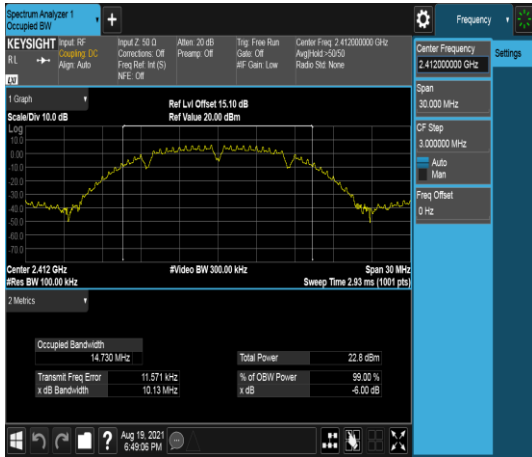 Spectrum Analyzer 1
Occupied BW
Frequency
KEYSIGHT
RL
LXI
Input: RF
Coupling: DC
Align: Auto
Input Z: 50 Ω
Corrections: Off
Freq Ref: Int (S)
NFE: Off
Atten: 20 dB
Preamp: Off
Trig: Free Run
Gate: Off
#IF Gain: Low
Center Freq: 2.412000000 GHz
Avg|Hold:>50/50
Radio Std: None
Center Frequency
2.412000000 GHz
Settings
Span
30.000 MHz
CF Step
3.000000 MHz
Auto
Man
Freq Offset
0 Hz
1 Graph
Scale/Div 10.0 dB
Ref Lvl Offset 15.10 dB
Ref Value 20.00 dBm
Log
10.0
0.00
-10.0
-20.0
-30.0
-40.0
-50.0
-60.0
-70.0
Center 2.412 GHz
#Res BW 100.00 kHz
#Video BW 300.00 kHz
Span 30 MHz
Sweep Time 2.93 ms (1001 pts)
2 Metrics
Occupied Bandwidth
14.730 MHz
Total Power 22.8 dBm
Transmit Freq Error 11.571 kHz
% of OBW Power 99.00 %
x dB Bandwidth 10.13 MHz
x dB -6.00 dB
?
Aug 19, 2021
6:49:06 PM